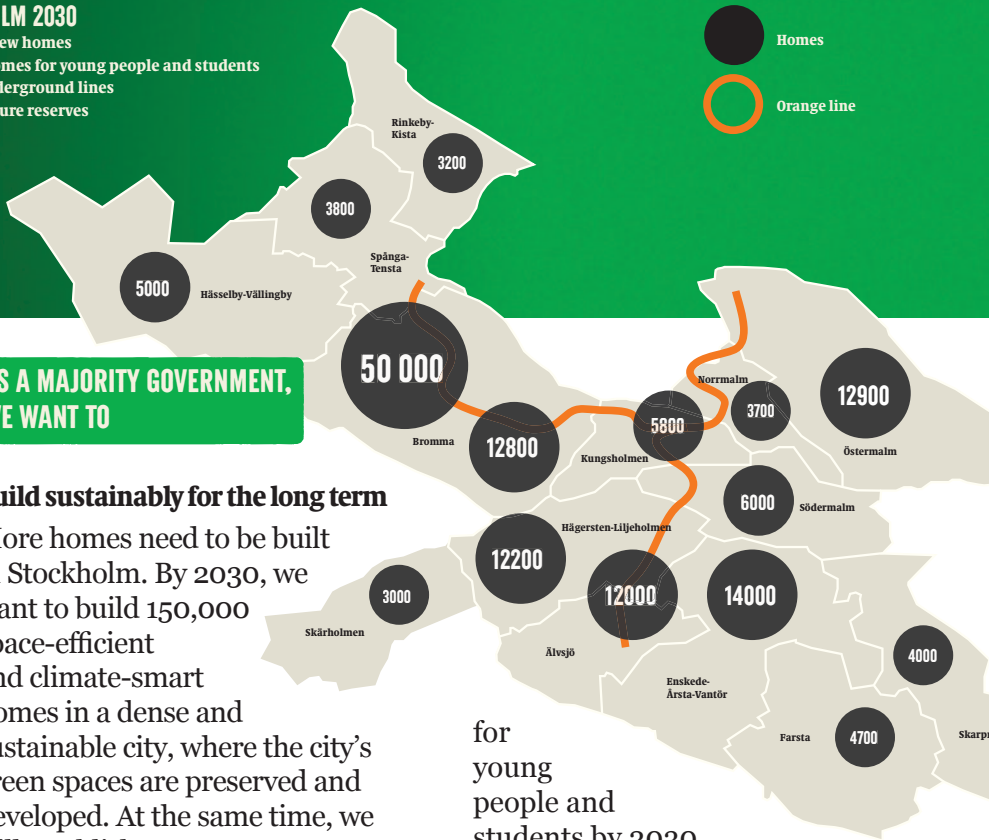 LM 2030
ew homes
mes for young people and students
derground lines
ure reserves
Homes
Orange line
Rinkeby-
Kista
3200
3800
Spånga-
Tensta
5000
Hässelby-Vällingby
50 000
Bromma
12800
Kungsholmen
5800
Norrmalm
3700
12900
Östermalm
6000
Södermalm
Hägersten-Liljeholmen
12200
12000
14000
3000
Skärholmen
Älvsjö
Enskede-
Årsta-Vantör
4000
Farsta
4700
Skarp
S A MAJORITY GOVERNMENT,
E WANT TO
uild sustainably for the long term
ore homes need to be built
Stockholm. By 2030, we
ant to build 150,000
pace-efficient
nd climate-smart
omes in a dense and
ustainable city, where the city's
reen spaces are preserved and
eveloped. At the same time, we
for
young
people and
students by 2030